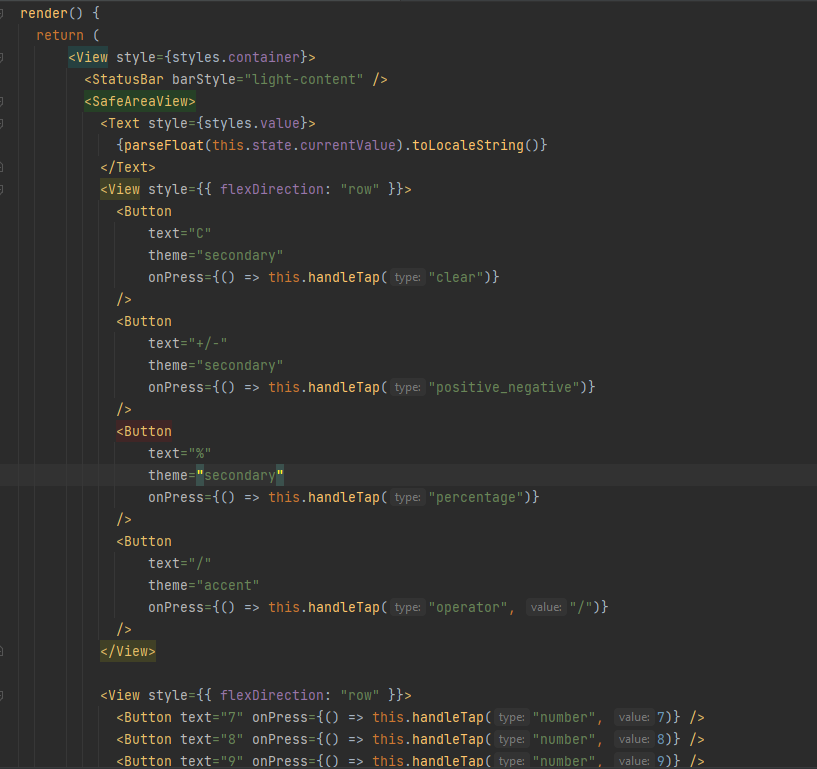 render() {
return (
<View style={styles.container}>
<StatusBar barStyle="light-content" />
<SafeAreaView>
<Text style={styles.value}>
{parseFloat(this.state.currentValue).toLocaleString()}
</Text>
<View style={{ flexDirection: "row" }}>
<Button
text="C"
theme="secondary"
onPress={() => this.handleTap( type: "clear")}
/>
<Button
text="+/-"
theme="secondary"
onPress={() => this.handleTap( type: "positive_negative")}
/>
<Button
text="%"
theme="secondary"
onPress={() => this.handleTap( type: "percentage")}
/>
<Button
text="/"
theme="accent"
onPress={() => this.handleTap( type: "operator", value: "/")}
/>
</View>
<View style={{ flexDirection: "row" }}>
<Button text="7" onPress={() => this.handleTap( type: "number", value: 7)} />
<Button text="8" onPress={() => this.handleTap( type: "number", value: 8)} />
<Button text="9" onPress={() => this.handleTap( type: "number", value: 9)} />